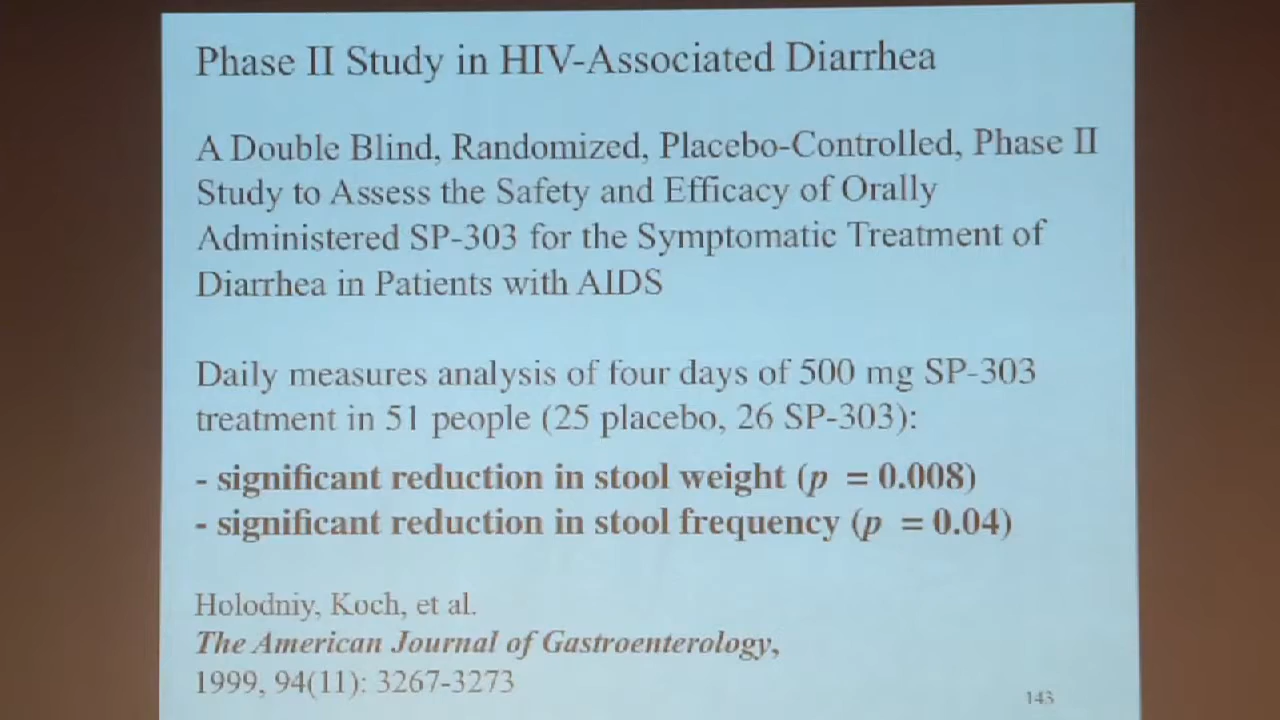 Phase II Study in HIV-Associated Diarrhea
A Double Blind, Randomized, Placebo-Controlled, Phase II
Study to Assess the Safety and Efficacy of Orally
Administered SP-303 for the Symptomatic Treatment of
Diarrhea in Patients with AIDS
Daily measures analysis of four days of 500 mg SP-303
treatment in 51 people (25 placebo, 26 SP-303):
- significant reduction in stool weight (p = 0.008)
- significant reduction in stool frequency (p = 0.04)
Holodniy, Koch, et al.
The American Journal of Gastroenterology,
1999, 94(11): 3267-3273
143